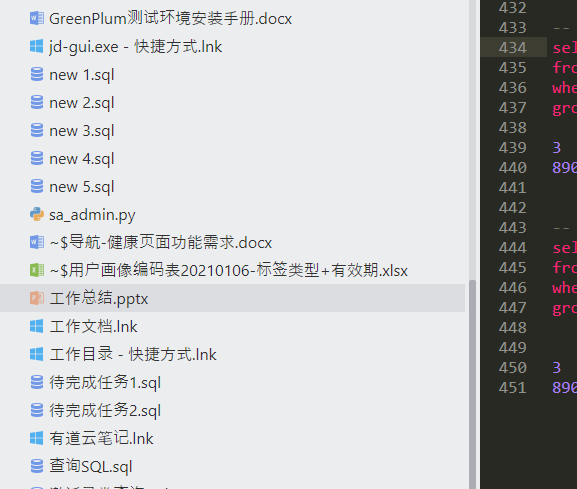 GreenPlum测试环境安装手册.docx
jd-gui.exe - 快捷方式.lnk
new 1.sql
new 2.sql
new 3.sql
new 4.sql
new 5.sql
sa_admin.py
~$导航-健康页面功能需求.docx
~$用户画像编码表20210106-标签类型+有效期.xlsx
工作总结.pptx
工作文档.lnk
工作目录 - 快捷方式.lnk
待完成任务1.sql
待完成任务2.sql
有道云笔记.lnk
查询SQL.sql
432
433 --
434 sel
435 fro
436 whe
437 gro
438
439 3
440 890
441
442
443 --
444 sel
445 fro
446 whe
447 gro
448
449
450 3
451 890